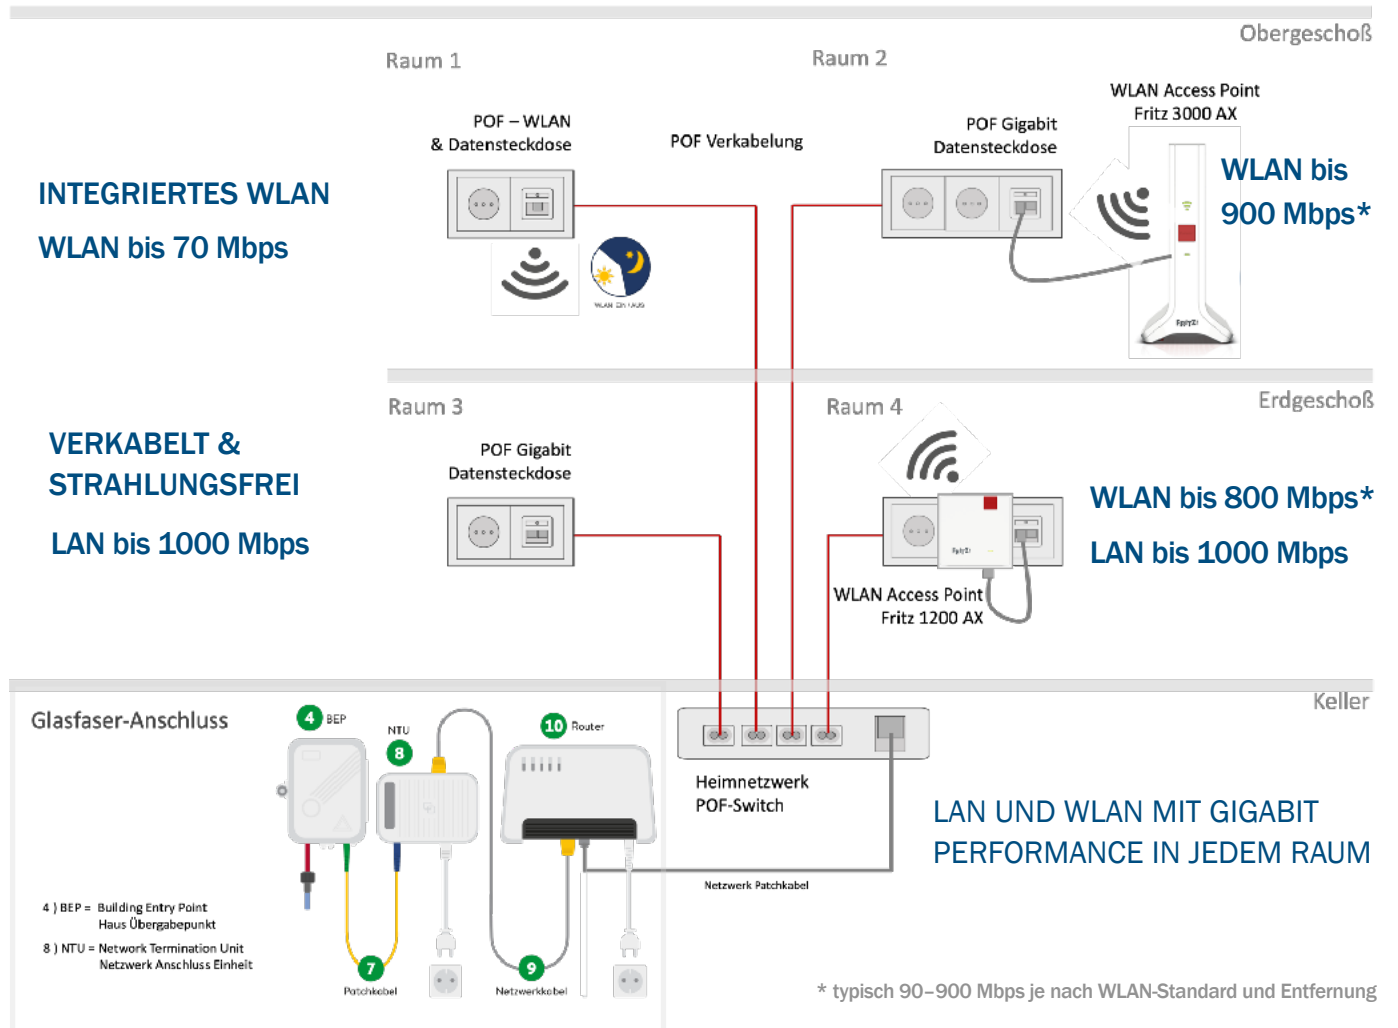 Obergeschoß
Raum 1
Raum 2
WLAN Access Point
Fritz 3000 AX
POF – WLAN
& Datensteckdose
POF Verkabelung
POF Gigabit
Datensteckdose
INTEGRIERTES WLAN
WLAN bis 70 Mbps
WLAN bis
900 Mbps*
WLAN EIN / AUS
Erdgeschoß
Raum 3
Raum 4
VERKABELT &
STRAHLUNGSFREI
LAN bis 1000 Mbps
POF Gigabit
Datensteckdose
WLAN bis 800 Mbps*
LAN bis 1000 Mbps
WLAN Access Point
Fritz 1200 AX
Keller
Glasfaser-Anschluss
4 BEP
NTU
8
10 Router
Heimnetzwerk
POF-Switch
LAN UND WLAN MIT GIGABIT
PERFORMANCE IN JEDEM RAUM
Netzwerk Patchkabel
4 ) BEP = Building Entry Point
Haus Übergabepunkt
8 ) NTU = Network Termination Unit
Netzwerk Anschluss Einheit
7
Patchkabel
9
Netzwerkkabel
* typisch 90–900 Mbps je nach WLAN-Standard und Entfernung